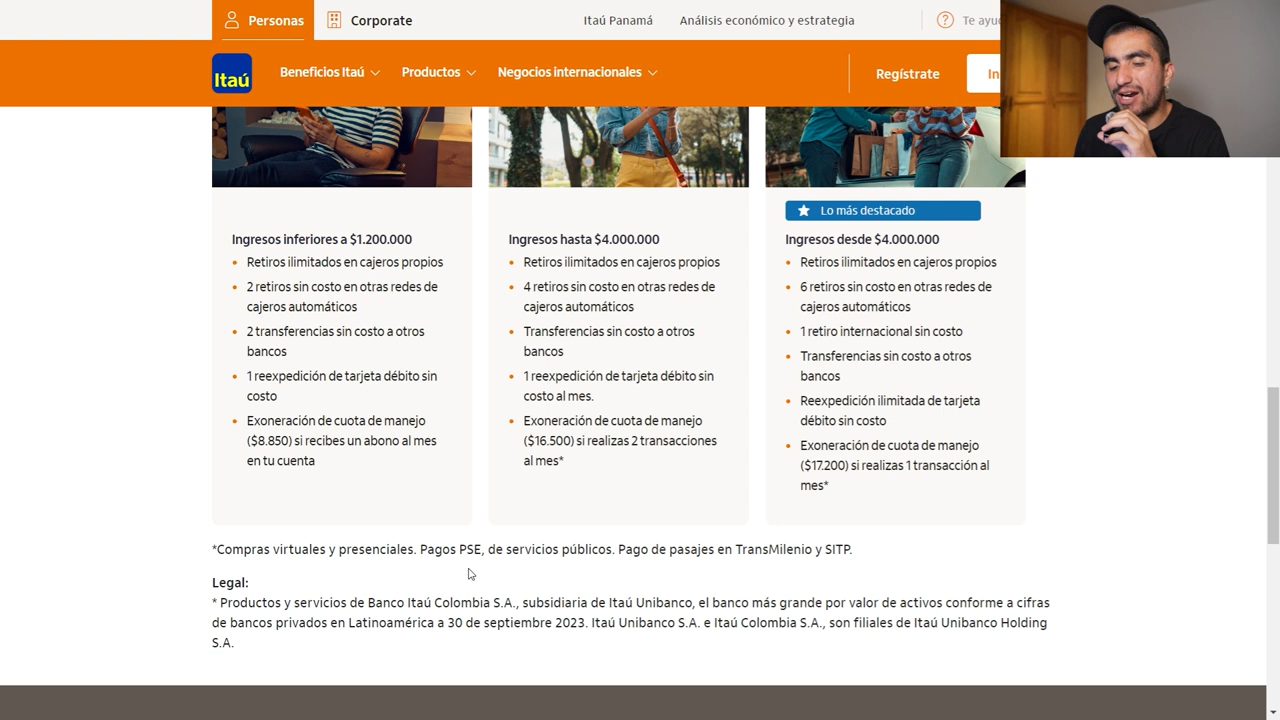 Personas
Corporate
Itaú Panamá
Análisis económico y estrategia
Te ayu
Itaú
Beneficios Itaú
Productos
Negocios internacionales
Regístrate
In
Lo más destacado
Ingresos inferiores a $1.200.000
Retiros ilimitados en cajeros propios
2 retiros sin costo en otras redes de
cajeros automáticos
2 transferencias sin costo a otros
bancos
1 reexpedición de tarjeta débito sin
costo
Exoneración de cuota de manejo
($8.850) si recibes un abono al mes
en tu cuenta
Ingresos hasta $4.000.000
Retiros ilimitados en cajeros propios
4 retiros sin costo en otras redes de
cajeros automáticos
Transferencias sin costo a otros
bancos
1 reexpedición de tarjeta débito sin
costo al mes.
Exoneración de cuota de manejo
($16.500) si realizas 2 transacciones
al mes*
Ingresos desde $4.000.000
Retiros ilimitados en cajeros propios
6 retiros sin costo en otras redes de
cajeros automáticos
1 retiro internacional sin costo
Transferencias sin costo a otros
bancos
Reexpedición ilimitada de tarjeta
débito sin costo
Exoneración de cuota de manejo
($17.200) si realizas 1 transacción al
mes*
*Compras virtuales y presenciales. Pagos PSE, de servicios públicos. Pago de pasajes en TransMilenio y SITP.
Legal:
* Productos y servicios de Banco Itaú Colombia S.A., subsidiaria de Itaú Unibanco, el banco más grande por valor de activos conforme a cifras
de bancos privados en Latinoamérica a 30 de septiembre 2023. Itaú Unibanco S.A. e Itaú Colombia S.A., son filiales de Itaú Unibanco Holding
S.A.